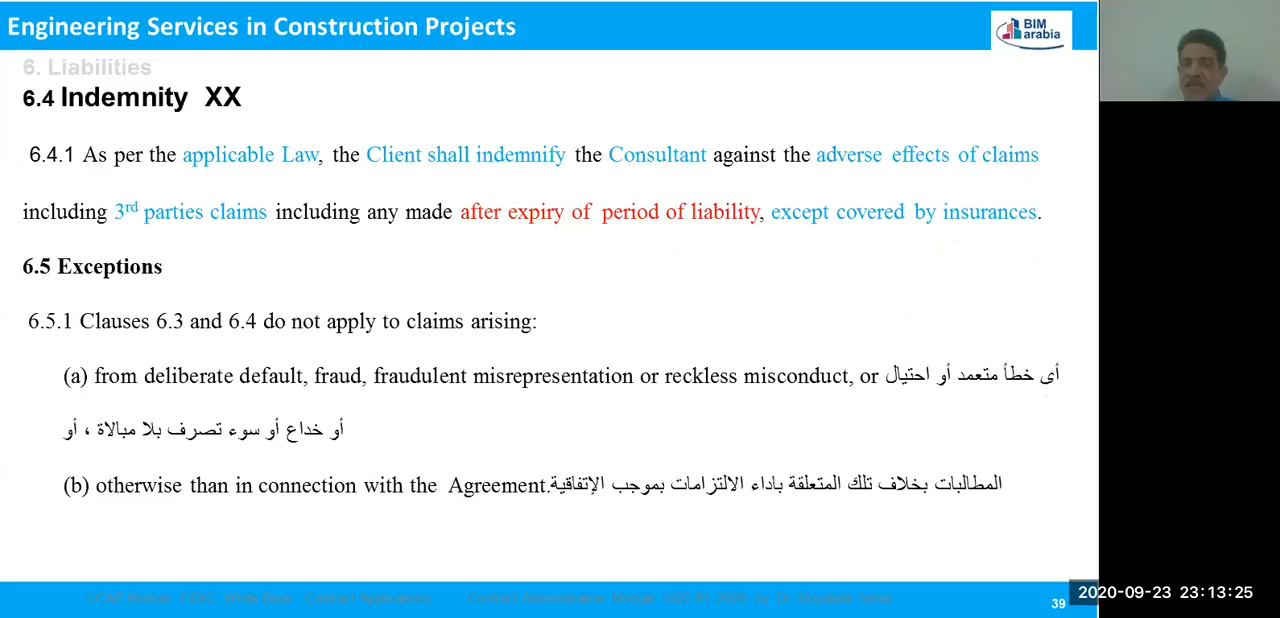 Engineering Services in Construction Projects
BIM
arabia
6. Liabilities
6.4 Indemnity XX
6.4.1 As per the applicable Law, the Client shall indemnify the Consultant against the adverse effects of claims
including 3rd parties claims including any made after expiry of period of liability, except covered by insurances.
6.5 Exceptions
6.5.1 Clauses 6.3 and 6.4 do not apply to claims arising:
(a) from deliberate default, fraud, fraudulent misrepresentation or reckless misconduct, or أى خطأ متعمد أو احتيال
أو خداع أو سوء تصرف بلا مبالاة ، أو
(b) otherwise than in connection with the Agreement.المطالبات بخلاف تلك المتعلقة باداء الالتزامات بموجب الإتفاقية
39
2020-09-23 23:13:25